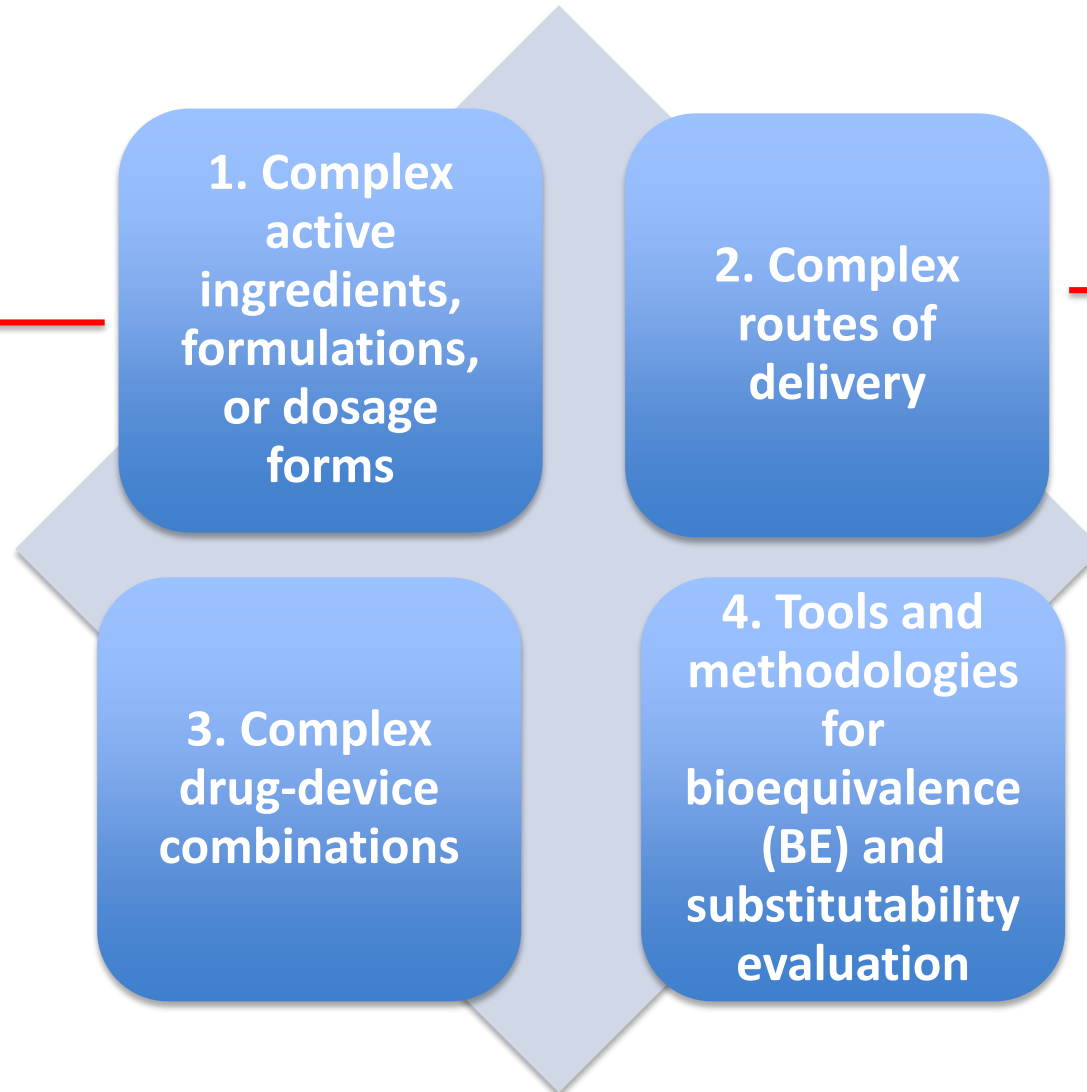 1. Complex
active
ingredients,
formulations,
or dosage
forms
2. Complex
routes of
delivery
3. Complex
drug-device
combinations
4. Tools and
methodologies
for
bioequivalence
(BE) and
substitutability
evaluation